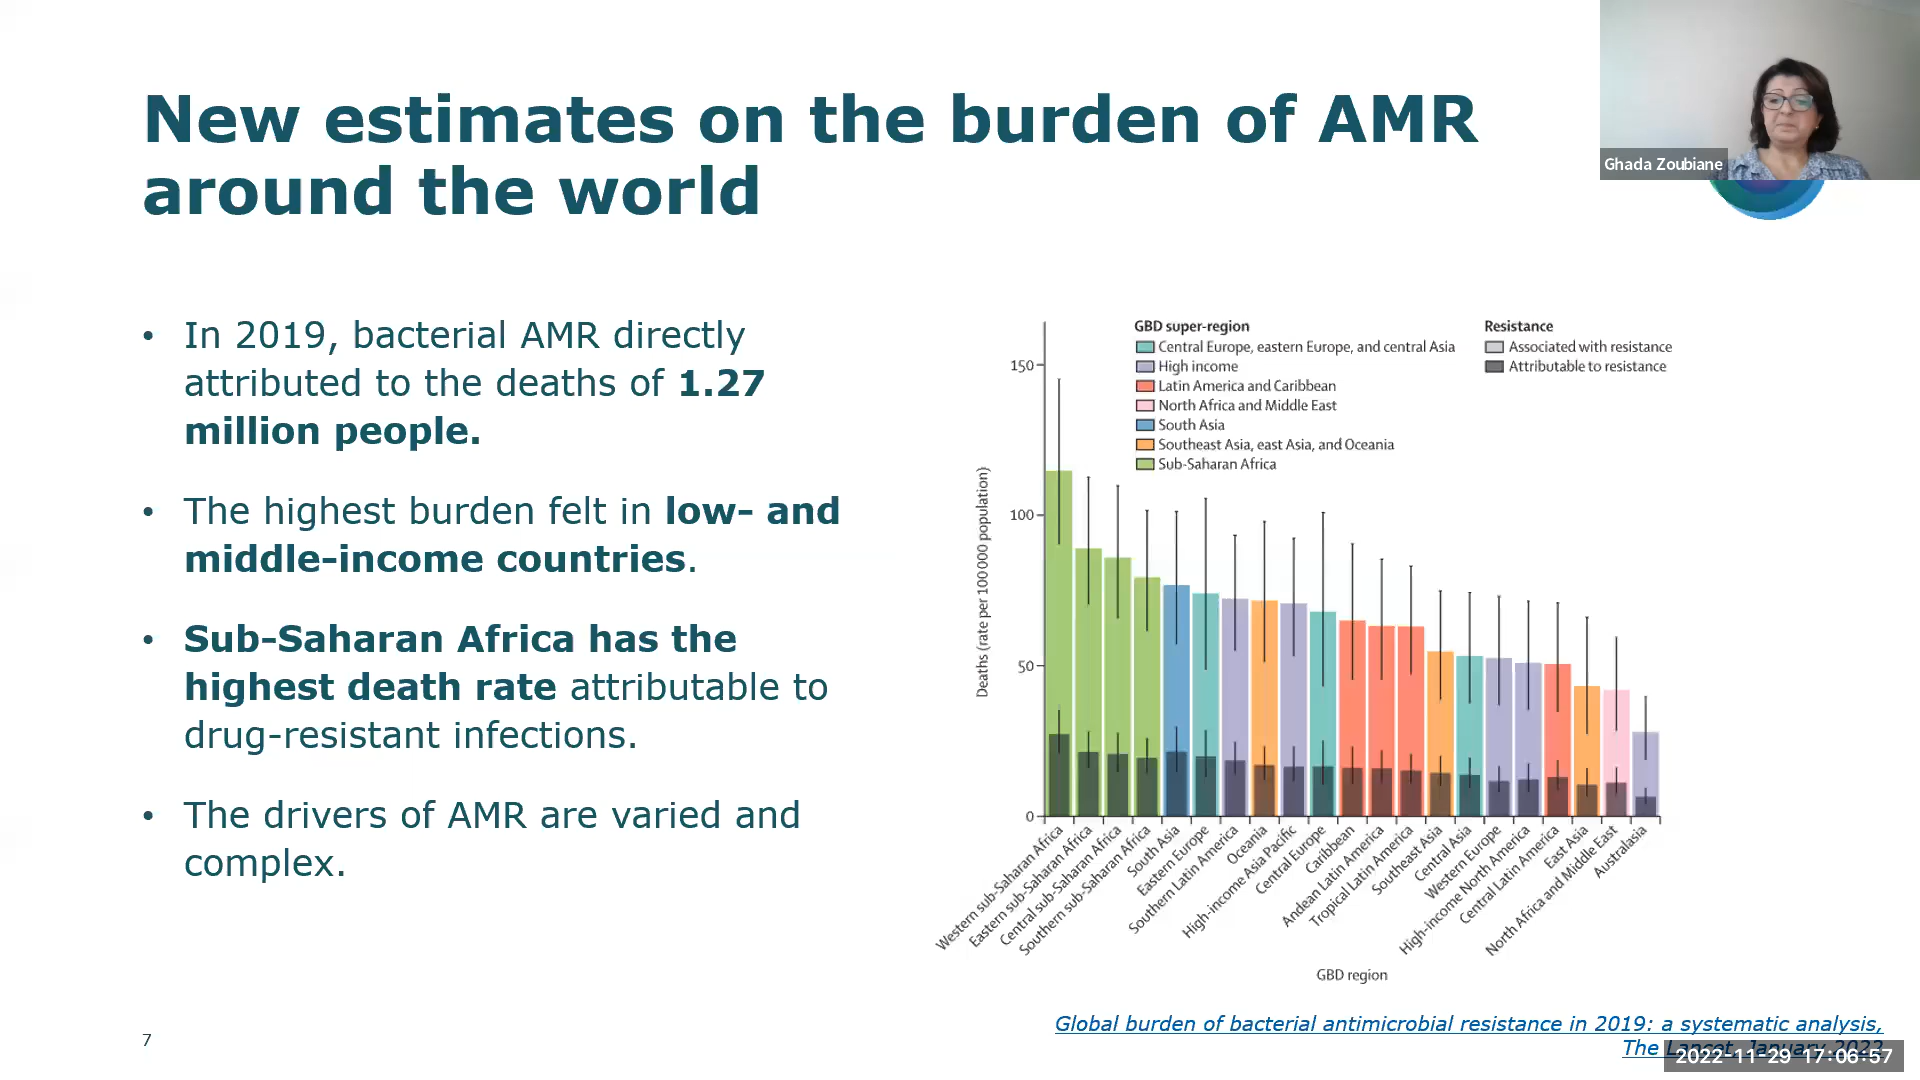 New estimates on the burden of AMR
around the world
Ghada Zoubiane
• In 2019, bacterial AMR directly
attributed to the deaths of 1.27
million people.
• The highest burden felt in low- and
middle-income countries.
• Sub-Saharan Africa has the
highest death rate attributable to
drug-resistant infections.
• The drivers of AMR are varied and
complex.
GBD super-region
Central Europe, eastern Europe, and central Asia
High income
Latin America and Caribbean
North Africa and Middle East
South Asia
Southeast Asia, east Asia, and Oceania
Sub-Saharan Africa
Resistance
Associated with resistance
Attributable to resistance
Deaths (rate per 100 000 population)
150
100
50
0
Western sub-Saharan Africa
Eastern sub-Saharan Africa
Central sub-Saharan Africa
Southern sub-Saharan Africa
South Asia
Eastern Europe
Southern Latin America
Oceania
High-income Asia Pacific
Central Europe
Caribbean
Andean Latin America
Tropical Latin America
Southeast Asia
Central Asia
Western Europe
High-income North America
Central Latin America
East Asia
North Africa and Middle East
Australasia
GBD region
Global burden of bacterial antimicrobial resistance in 2019: a systematic analysis,
The Lancet, January 2022
7
2022-11-29 17:06:57